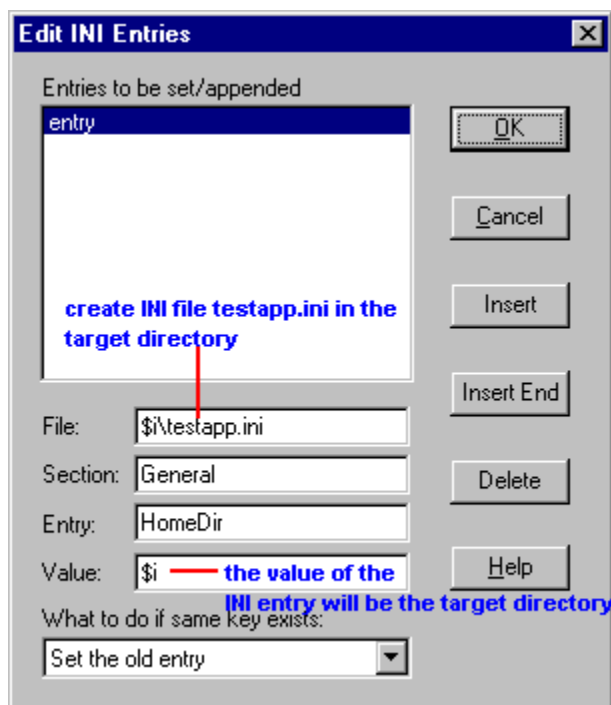 Edit INI Entries
Entries to be set/appended
entry
OK
Cancel
create INI file testapp.ini in the
target directory
Insert
Insert End
File:
$i\testapp.ini
Section:
General
Delete
Entry:
HomeDir
Value:
$i
the value of the
INI entry will be the target directory
Help
What to do if same key exists:
Set the old entry